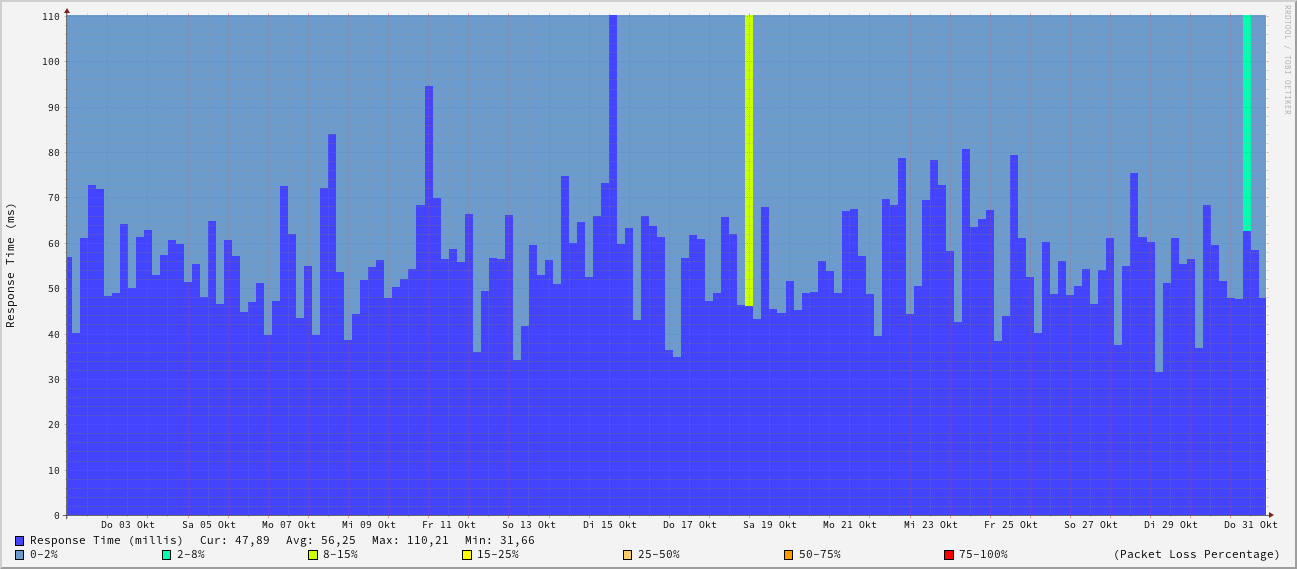 RRDTOOL / TOBI OETIKER
Response Time (ms)
110
100
90
80
70
60
50
40
30
20
10
0
Do 03 Okt Sa 05 Okt Mo 07 Okt Mi 09 Okt Fr 11 Okt So 13 Okt Di 15 Okt Do 17 Okt Sa 19 Okt Mo 21 Okt Mi 23 Okt Fr 25 Okt So 27 Okt Di 29 Okt Do 31 Okt
Response Time (millis) Cur: 47,89 Avg: 56,25 Max: 110,21 Min: 31,66
0-2% 2-8% 8-15% 15-25% 25-50% 50-75% 75-100% (Packet Loss Percentage)